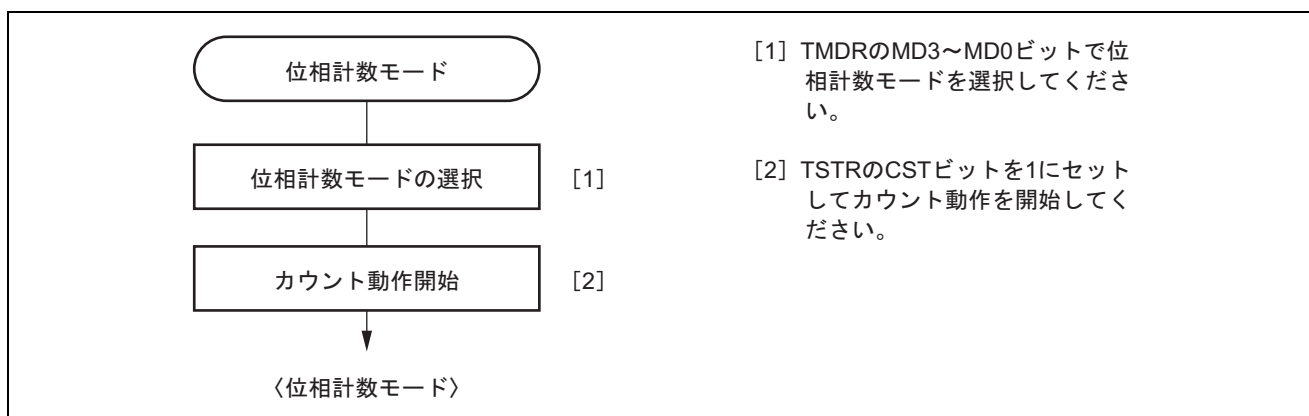 位相計数モード
位相計数モードの選択 [1]
カウント動作開始 [2]
〈位相計数モード〉
[1] TMDRのMD3～MD0ビットで位
相計数モードを選択してくださ
い。
[2] TSTRのCSTビットを1にセット
してカウント動作を開始してく
ださい。